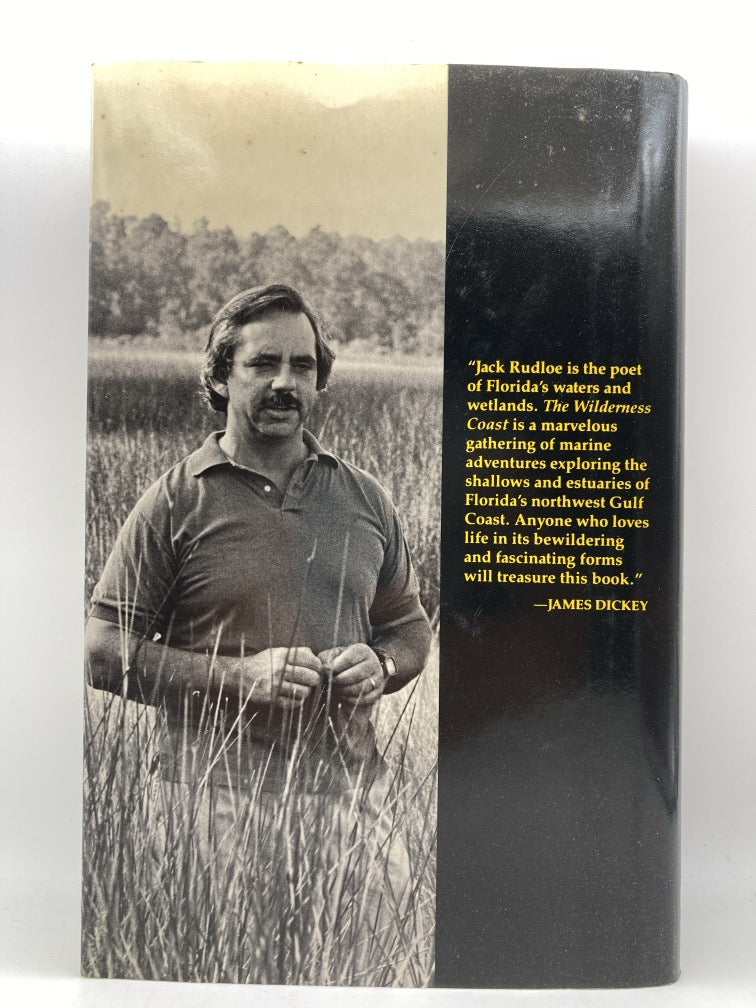 “Jack Rudloe is the poet
of Florida’s waters and
wetlands. The Wilderness
Coast is a marvelous
gathering of marine
adventures exploring the
shallows and estuaries of
Florida’s northwest Gulf
Coast. Anyone who loves
life in its bewildering
and fascinating forms
will treasure this book.”
—JAMES DICKEY